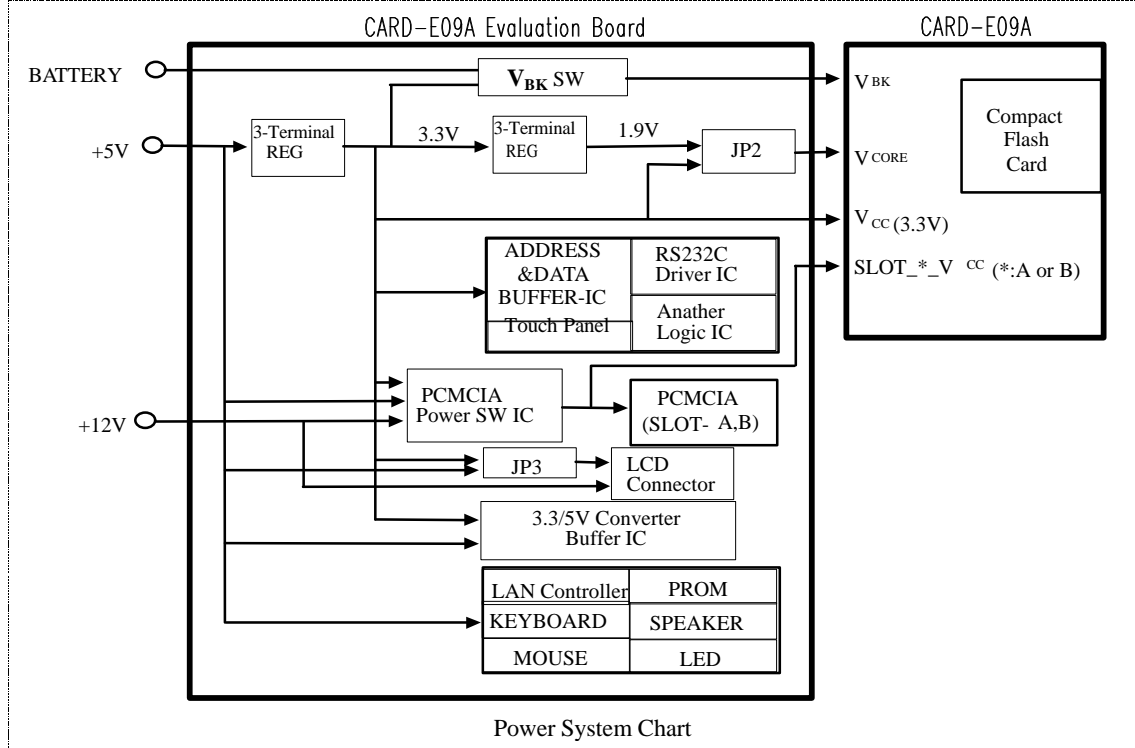 CARD-E09A Evaluation Board
CARD-E09A
BATTERY
VBK SW
VBK
Compact
Flash
Card
+5V
3-Terminal
REG
3.3V
3-Terminal
REG
1.9V
JP2
VCORE
VCC (3.3V)
SLOT_*_V CC (*:A or B)
ADDRESS
&DATA
BUFFER-IC
Touch Panel
RS232C
Driver IC
Anather
Logic IC
+12V
PCMCIA
Power SW IC
PCMCIA
(SLOT- A,B)
JP3
LCD
Connector
3.3/5V Converter
Buffer IC
LAN Controller
PROM
KEYBOARD
SPEAKER
MOUSE
LED
Power System Chart